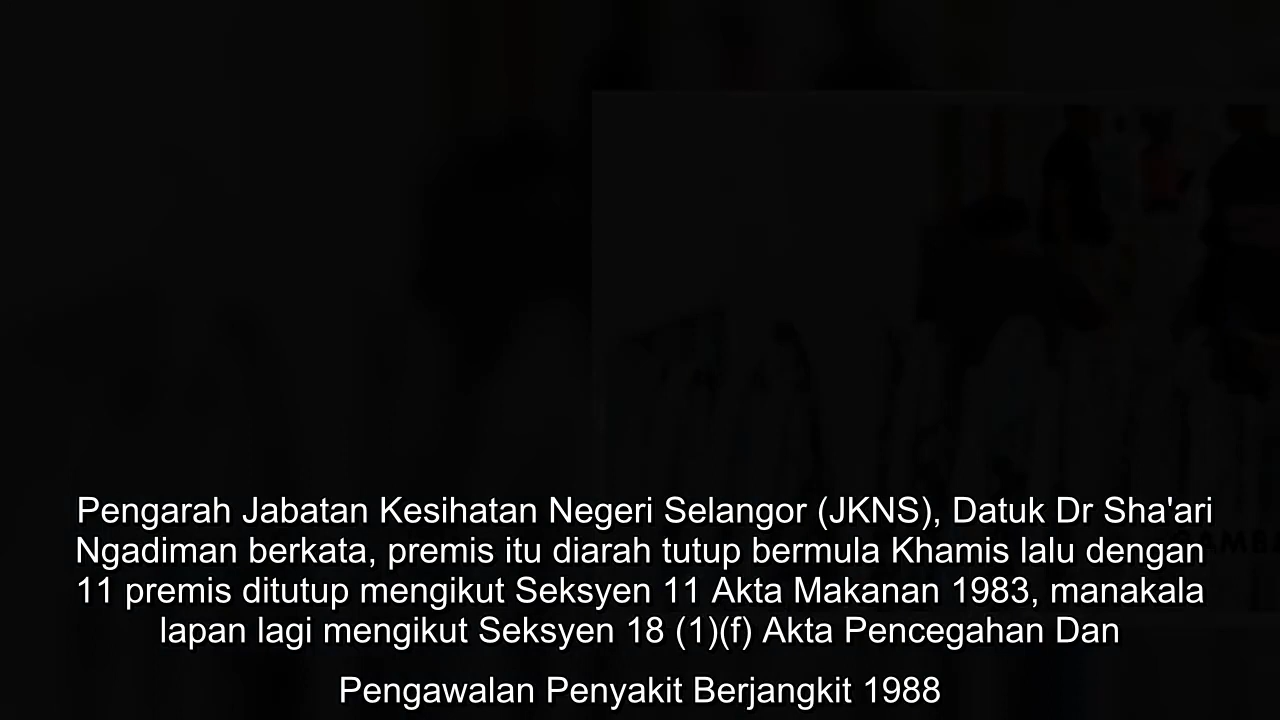 Pengarah Jabatan Kesihatan Negeri Selangor (JKNS), Datuk Dr Sha'ari
Ngadiman berkata, premis itu diarah tutup bermula Khamis lalu dengan
11 premis ditutup mengikut Seksyen 11 Akta Makanan 1983, manakala
lapan lagi mengikut Seksyen 18 (1)(f) Akta Pencegahan Dan
Pengawalan Penyakit Berjangkit 1988